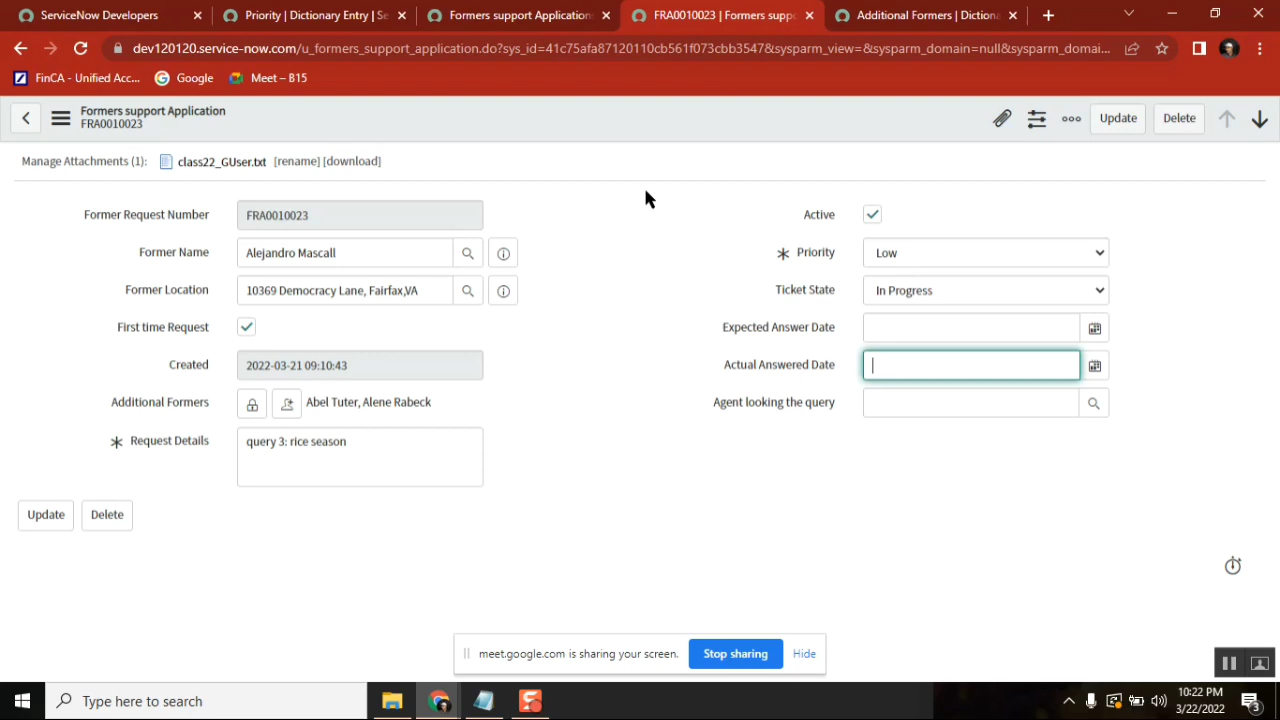 ServiceNow Developers
Priority | Dictionary Entry | Se
Formers support Application
FRA0010023 | Formers suppo
Additional Formers | Dictiona
dev120120.service-now.com/u_formers_support_application.do?sys_id=41c75afa87120110cb561f073cbb3547&sysparm_view=&sysparm_domain=null&sysparm_domai...
FinCA - Unified Acc...
Google
Meet – B15
Formers support Application
FRA0010023
Update
Delete
Manage Attachments (1):
class22_GUser.txt [rename] [download]
Former Request Number
FRA0010023
Former Name
Alejandro Mascall
Former Location
10369 Democracy Lane, Fairfax,VA
First time Request
Created
2022-03-21 09:10:43
Additional Formers
Abel Tuter, Alene Rabeck
Request Details
query 3: rice season
Active
Priority
Low
Ticket State
In Progress
Expected Answer Date
Actual Answered Date
Agent looking the query
Update
Delete
meet.google.com is sharing your screen.
Stop sharing
Hide
Type here to search
10:22 PM
3/22/2022
3